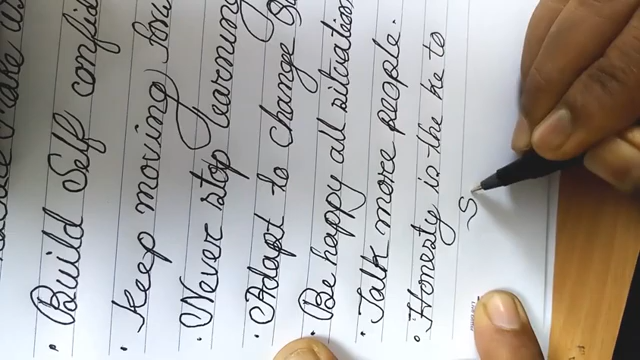 • Build Self confid
• Keep moving forw
• Never stop learning
• Adapt to change
• Be happy all situation
• Talk more people.
• Honesty is the ke to
S